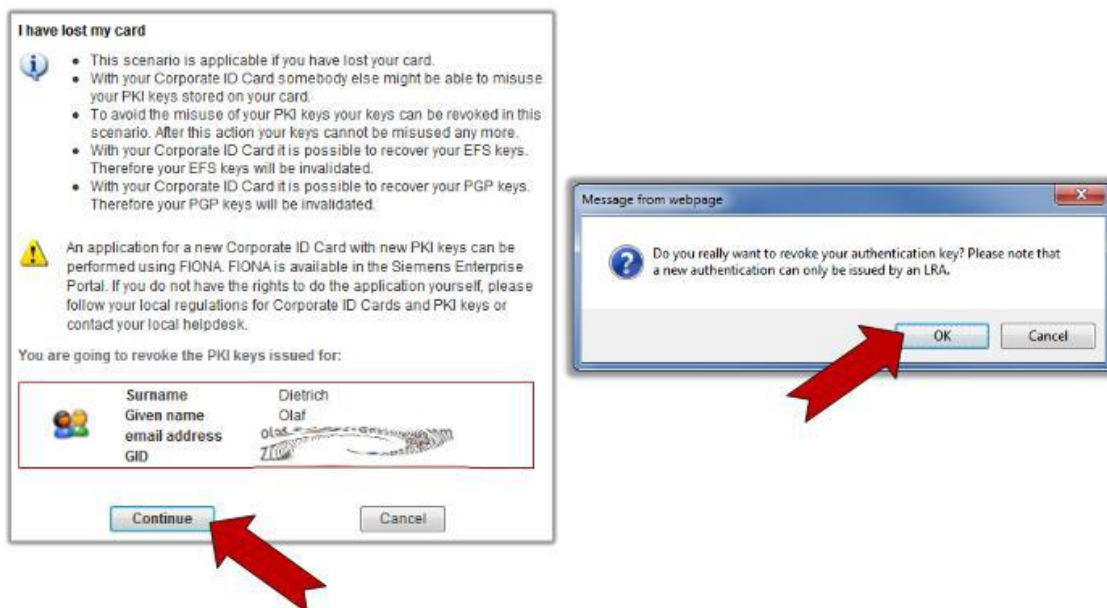 I have lost my card
This scenario is applicable if you have lost your card.
With your Corporate ID Card somebody else might be able to misuse
your PKI keys stored on your card.
To avoid the misuse of your PKI keys your keys can be revoked in this
scenario. After this action your keys cannot be misused any more.
With your Corporate ID Card it is possible to recover your EFS keys.
Therefore your EFS keys will be invalidated.
With your Corporate ID Card it is possible to recover your PGP keys.
Therefore your PGP keys will be invalidated.
An application for a new Corporate ID Card with new PKI keys can be
performed using FIONA. FIONA is available in the Siemens Enterprise
Portal. If you do not have the rights to do the application yourself, please
follow your local regulations for Corporate ID Cards and PKI keys or
contact your local helpdesk.
You are going to revoke the PKI keys issued for:
Surname Dietrich
Given name Olaf
email address
GID
Continue Cancel
Message from webpage
Do you really want to revoke your authentication key? Please note that
a new authentication can only be issued by an LRA.
OK Cancel